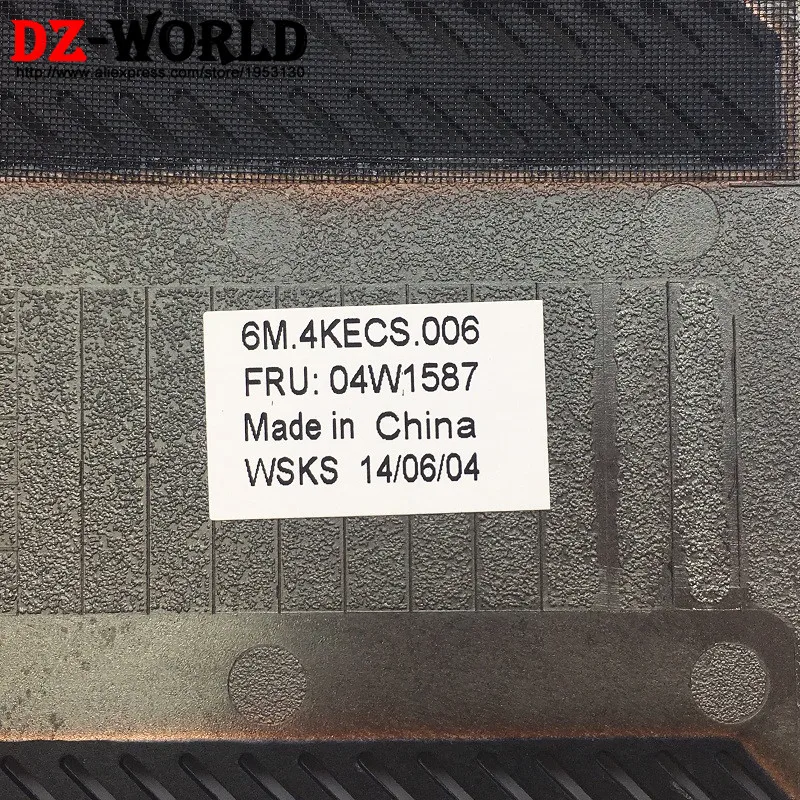 DZ-WORLD
http://www.aliexpress.com/store/1953130
6M.4KECS.006
FRU: 04W1587
Made in China
WSKS 14/06/04